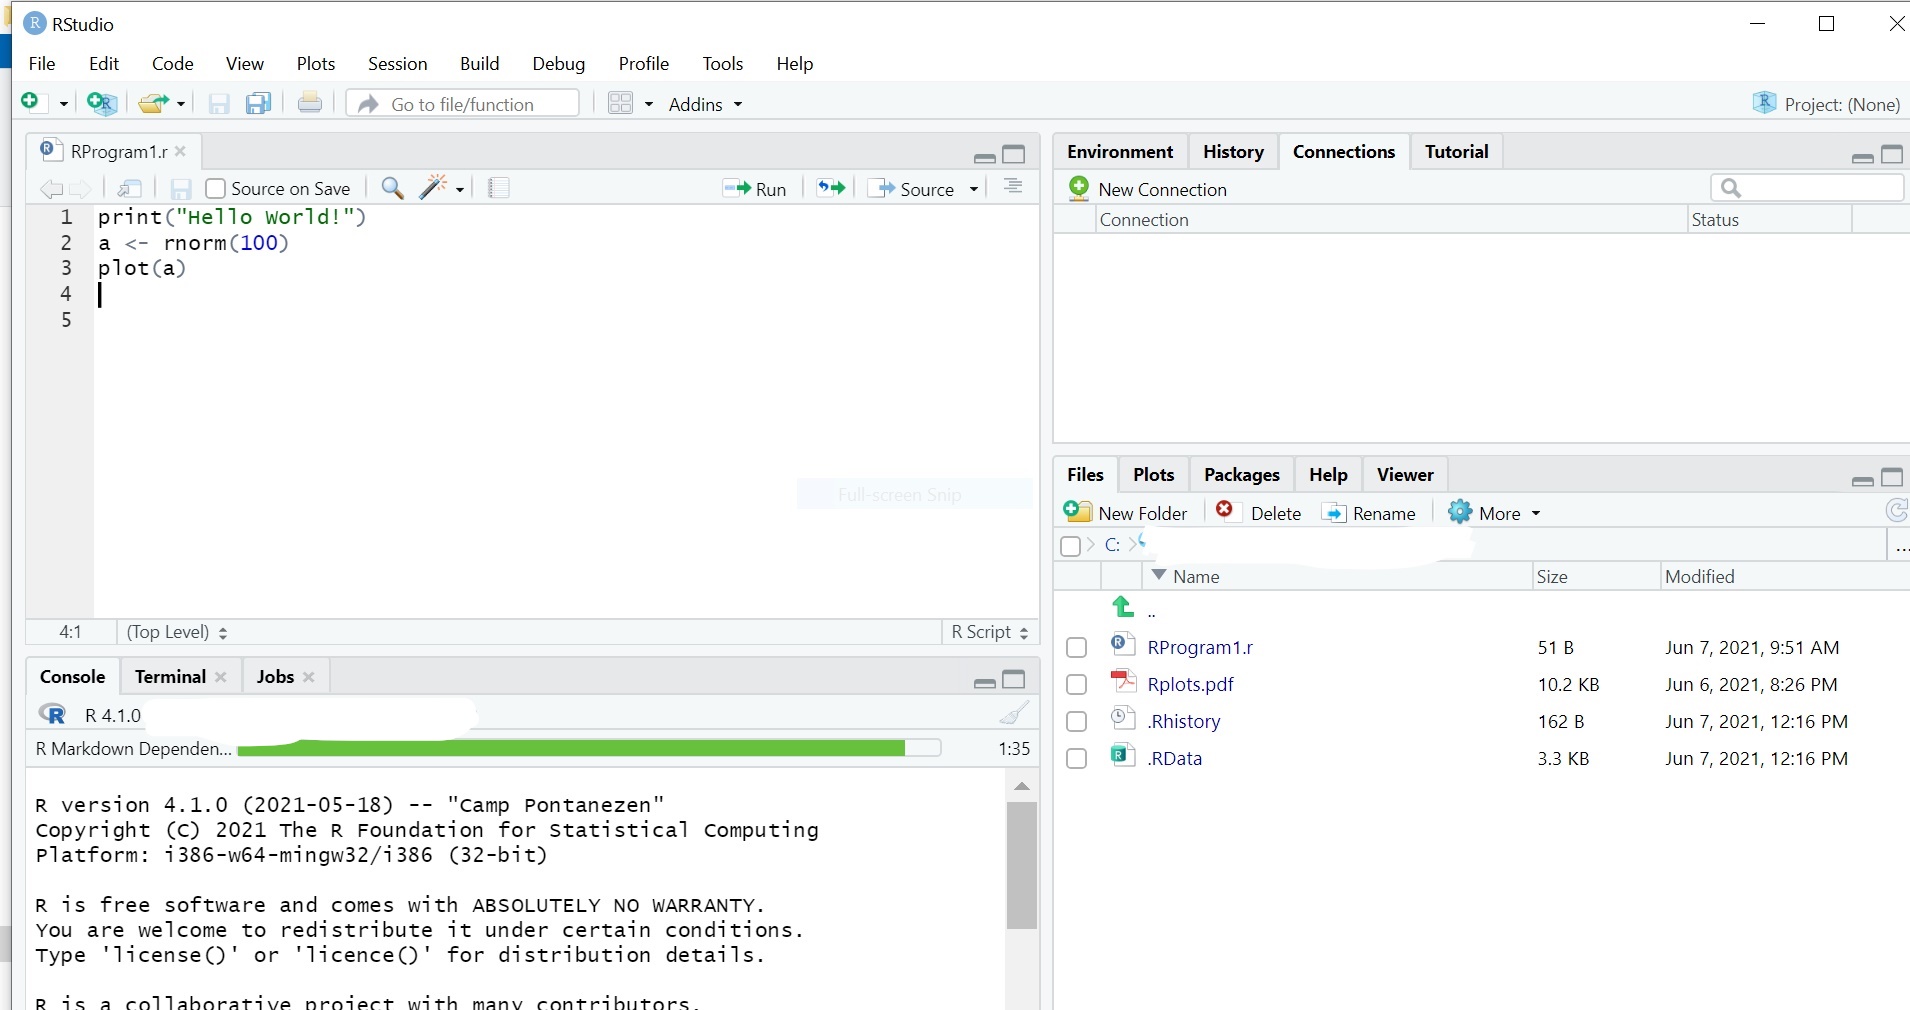 RStudio
File Edit Code View Plots Session Build Debug Profile Tools Help
Go to file/function Addins Project: (None)
RProgram1.r
Source on Save Run Source
1 print("Hello World!")
2 a <- rnorm(100)
3 plot(a)
4
5
Full-screen Snip
4:1 (Top Level) R Script
Console Terminal Jobs
R 4.1.0
R Markdown Dependen... 1:35
R version 4.1.0 (2021-05-18) -- "Camp Pontanezen"
Copyright (C) 2021 The R Foundation for Statistical Computing
Platform: i386-w64-mingw32/i386 (32-bit)
R is free software and comes with ABSOLUTELY NO WARRANTY.
You are welcome to redistribute it under certain conditions.
Type 'license()' or 'licence()' for distribution details.
R is a collaborative project with many contributors.
Environment History Connections Tutorial
New Connection
Connection Status
Files Plots Packages Help Viewer
New Folder Delete Rename More
C: ...
Name Size Modified
..
RProgram1.r 51 B Jun 7, 2021, 9:51 AM
Rplots.pdf 10.2 KB Jun 6, 2021, 8:26 PM
.Rhistory 162 B Jun 7, 2021, 12:16 PM
.RData 3.3 KB Jun 7, 2021, 12:16 PM